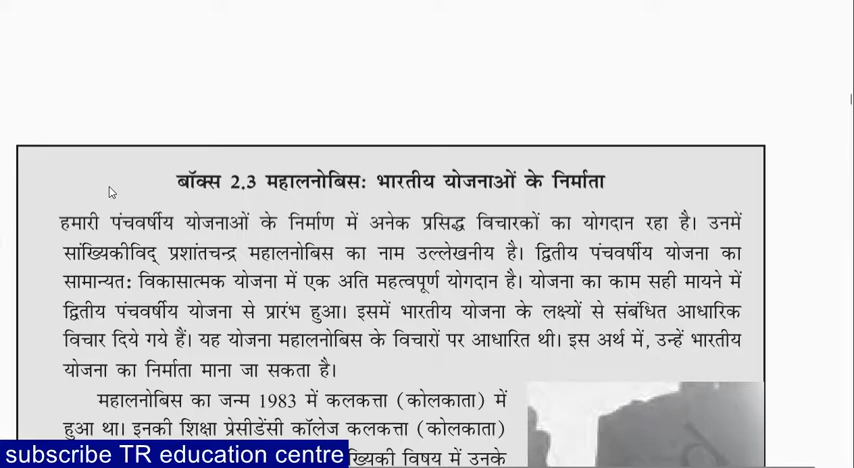 बॉक्स 2.3 महालनोबिस: भारतीय योजनाओं के निर्माता
हमारी पंचवर्षीय योजनाओं के निर्माण में अनेक प्रसिद्ध विचारकों का योगदान रहा है। उनमें
सांख्यिकीविद् प्रशांतचन्द्र महालनोबिस का नाम उल्लेखनीय है। द्वितीय पंचवर्षीय योजना का
सामान्यत: विकासात्मक योजना में एक अति महत्वपूर्ण योगदान है। योजना का काम सही मायने में
द्वितीय पंचवर्षीय योजना से प्रारंभ हुआ। इसमें भारतीय योजना के लक्ष्यों से संबंधित आधारिक
विचार दिये गये हैं। यह योजना महालनोबिस के विचारों पर आधारित थी। इस अर्थ में, उन्हें भारतीय
योजना का निर्माता माना जा सकता है।
महालनोबिस का जन्म 1983 में कलकत्ता (कोलकाता) में
हुआ था। इनकी शिक्षा प्रेसीडेंसी कॉलेज कलकत्ता (कोलकाता)
subscribe TR education centre
ख्यिकी विषय में उनके